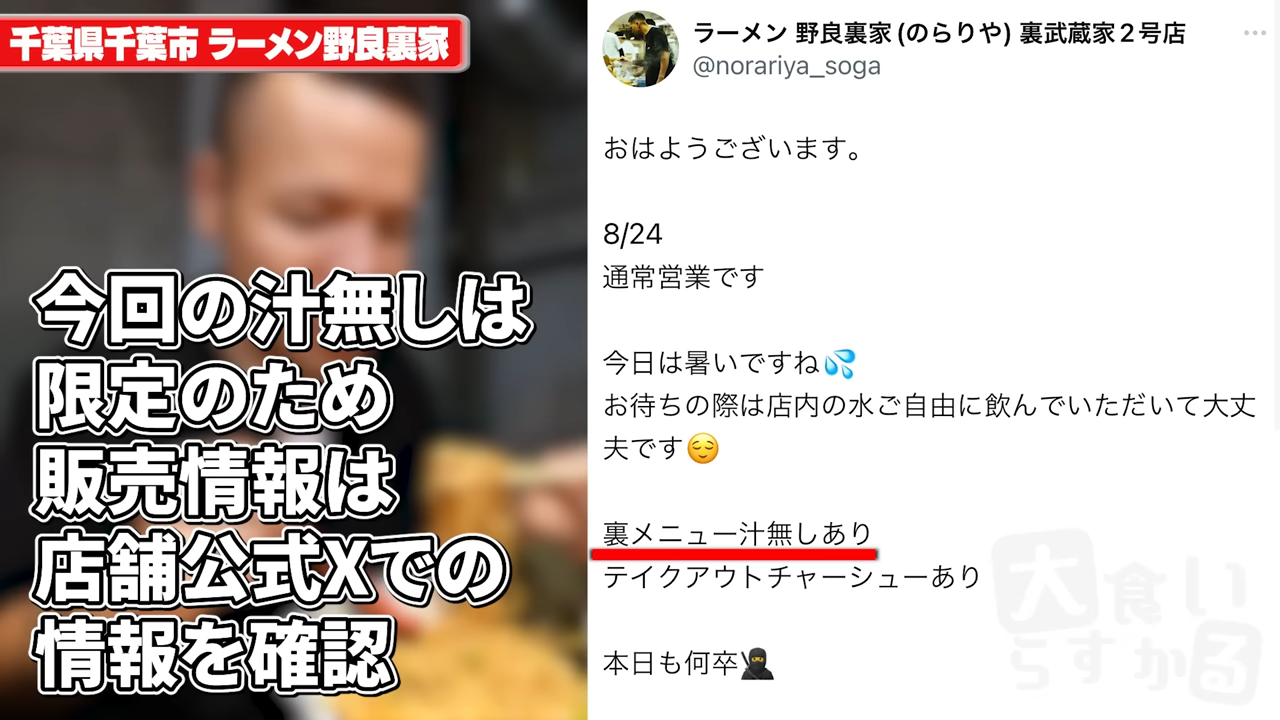 千葉県千葉市 ラーメン野良裏家
今回の汁無しは
限定のため
販売情報は
店舗公式Xでの
情報を確認
ラーメン 野良裏家 (のらりや) 裏武蔵家２号店
@norariya_soga
おはようございます。
8/24
通常営業です
今日は暑いですね💦
お待ちの際は店内の水ご自由に飲んでいただいて大丈
夫です😌
裏メニュー汁無しあり
テイクアウトチャーシューあり
本日も何卒🥷
大食い
らすかる